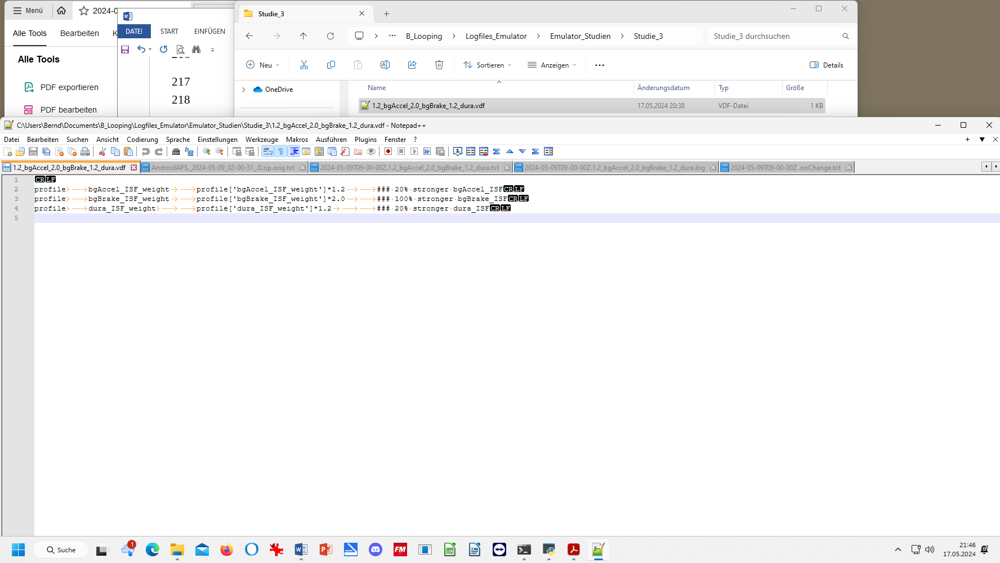 Menü
2024-0
Alle Tools
Bearbeiten
K
Alle Tools
PDF exportieren
PDF bearbeiten
DATEI
START
EINFÜGEN
217
218
Studie_3
B_Looping
Logfiles_Emulator
Emulator_Studien
Studie_3
Studie_3 durchsuchen
Neu
Sortieren
Anzeigen
Details
OneDrive
Name
Änderungsdatum
Typ
Größe
1.2_bgAccel_2.0_bgBrake_1.2_dura.vdf
17.05.2024 20:38
VDF-Datei
1 KB
C:\Users\Bernd\Documents\B_Looping\Logfiles_Emulator\Emulator_Studien\Studie_3\1.2_bgAccel_2.0_bgBrake_1.2_dura.vdf - Notepad++
Datei Bearbeiten Suchen Ansicht Codierung Sprache Einstellungen Werkzeuge Makros Ausführen Plugins Fenster ?
1.2_bgAccel_2.0_bgBrake_1.2_dura.vdf
AndroidAPS._2024-05-09_02-00-31_.0.zip.orig.txt
2024-05-09T09-00-00Z.1.2_bgAccel_2.0_bgBrake_1.2_dura.txt
2024-05-09T09-00-00Z.1.2_bgAccel_2.0_bgBrake_1.2_dura.log
2024-05-09T09-00-00Z .noChange.txt
1 CRLF
2 profile bgAccel_ISF_weight profile['bgAccel_ISF_weight']*1.2 ### 20% stronger bgAccel_ISFCRLF
3 profile bgBrake_ISF_weight profile['bgBrake_ISF_weight']*2.0 ### 100% stronger bgBrake_ISFCRLF
4 profile dura_ISF_weight profile['dura_ISF_weight']*1.2 ### 20% stronger dura_ISFCRLF
5
Suche
1
FM
21:46
17.05.2024